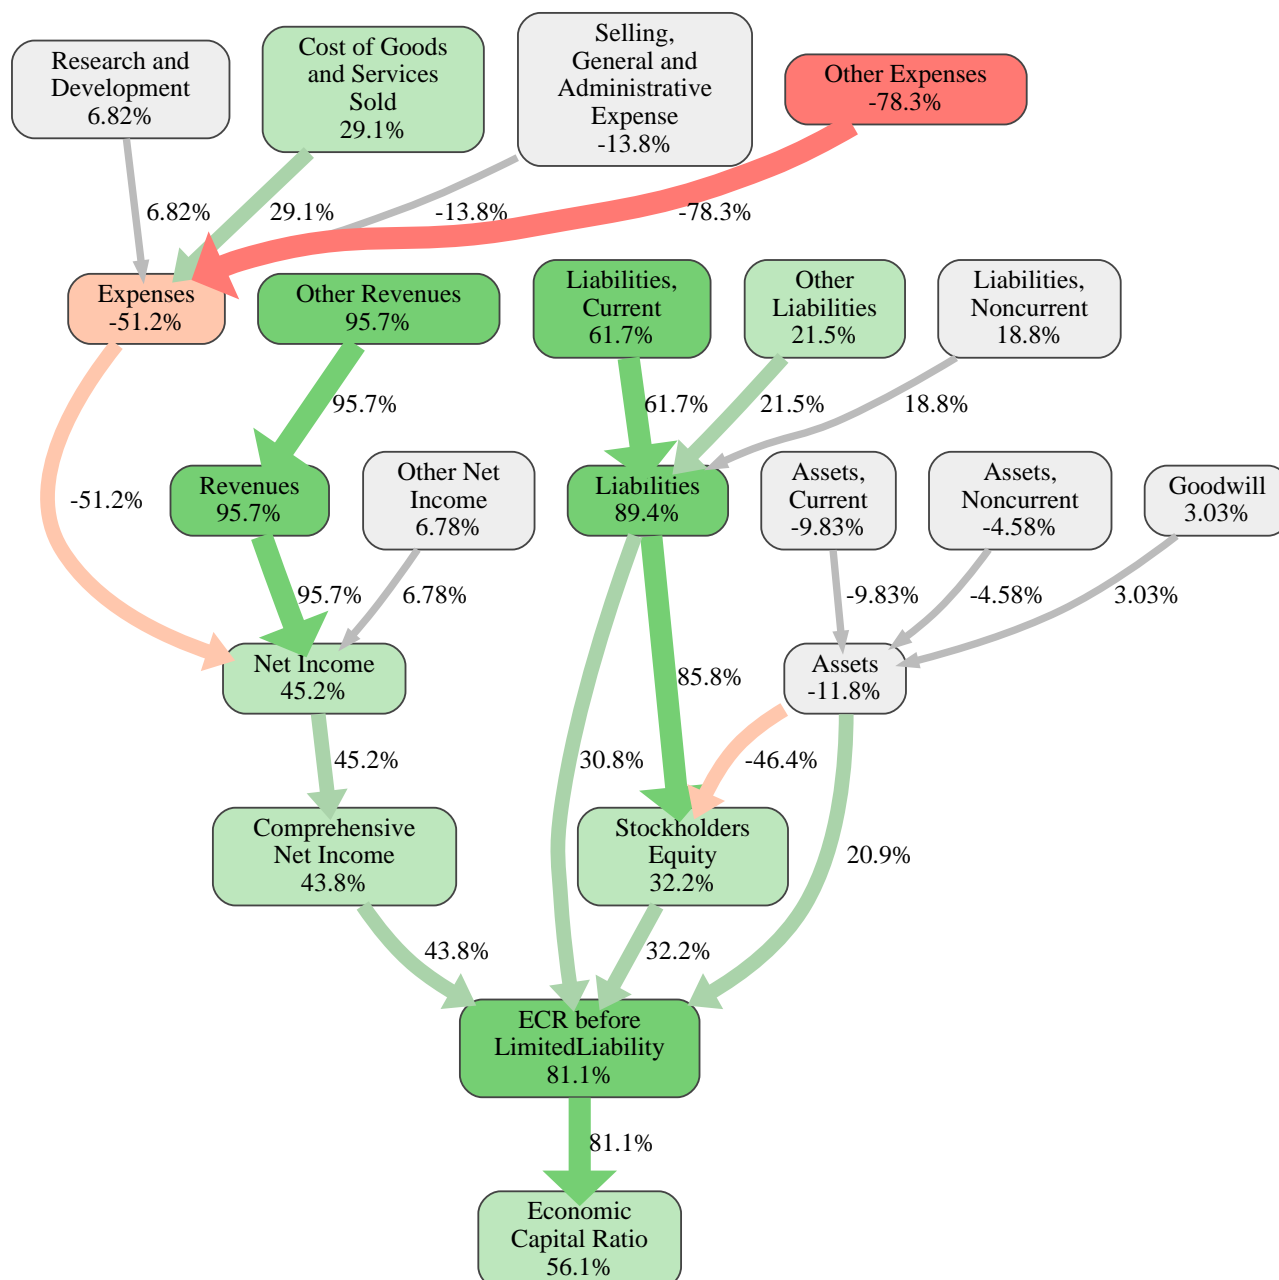 Research and
Development
6.82%
Cost of Goods
and Services
Sold
29.1%
Selling,
General and
Administrative
Expense
-13.8%
Other Expenses
-78.3%
6.82%
29.1%
-13.8%
-78.3%
Expenses
-51.2%
Other Revenues
95.7%
Liabilities,
Current
61.7%
Other
Liabilities
21.5%
Liabilities,
Noncurrent
18.8%
95.7%
61.7%
21.5%
18.8%
-51.2%
Revenues
95.7%
Other Net
Income
6.78%
Liabilities
89.4%
Assets,
Current
-9.83%
Assets,
Noncurrent
-4.58%
Goodwill
3.03%
95.7%
6.78%
-9.83%
-4.58%
3.03%
Net Income
45.2%
85.8%
Assets
-11.8%
45.2%
30.8%
-46.4%
Comprehensive
Net Income
43.8%
Stockholders
Equity
32.2%
20.9%
43.8%
32.2%
ECR before
LimitedLiability
81.1%
81.1%
Economic
Capital Ratio
56.1%